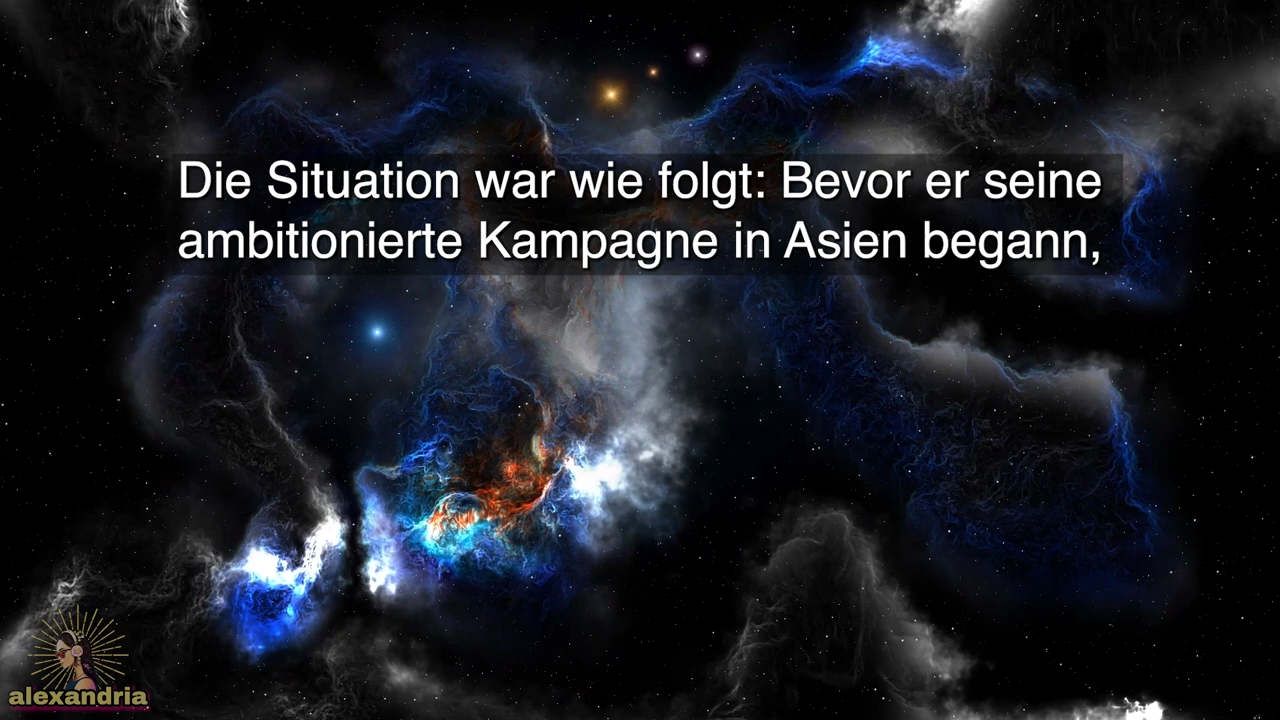 Die Situation war wie folgt: Bevor er seine
ambitionierte Kampagne in Asien begann,
alexandria